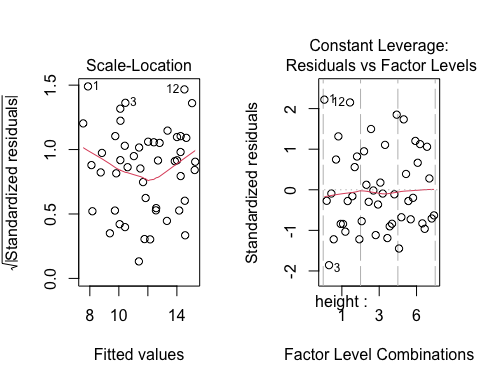 Scale-Location
√|Standardized residuals|
0.0 0.5 1.0 1.5
1
3
12
8 10 14
Fitted values
Constant Leverage:
Residuals vs Factor Levels
Standardized residuals
-2 -1 0 1 2
1
12
3
height :
1 3 6
Factor Level Combinations